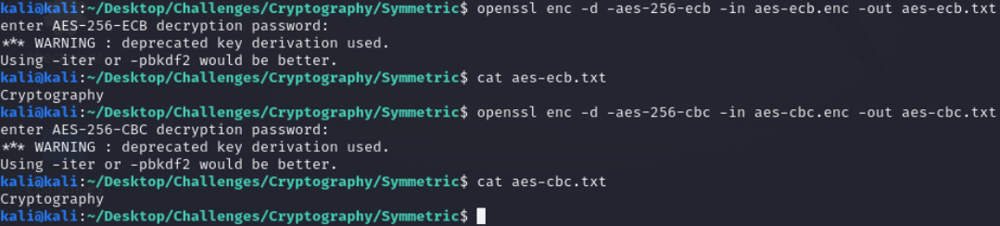 kali@kali:~/Desktop/Challenges/Cryptography/Symmetric$ openssl enc -d -aes-256-ecb -in aes-ecb.enc -out aes-ecb.txt
enter AES-256-ECB decryption password:
*** WARNING : deprecated key derivation used.
Using -iter or -pbkdf2 would be better.
kali@kali:~/Desktop/Challenges/Cryptography/Symmetric$ cat aes-ecb.txt
Cryptography
kali@kali:~/Desktop/Challenges/Cryptography/Symmetric$ openssl enc -d -aes-256-cbc -in aes-cbc.enc -out aes-cbc.txt
enter AES-256-CBC decryption password:
*** WARNING : deprecated key derivation used.
Using -iter or -pbkdf2 would be better.
kali@kali:~/Desktop/Challenges/Cryptography/Symmetric$ cat aes-cbc.txt
Cryptography
kali@kali:~/Desktop/Challenges/Cryptography/Symmetric$